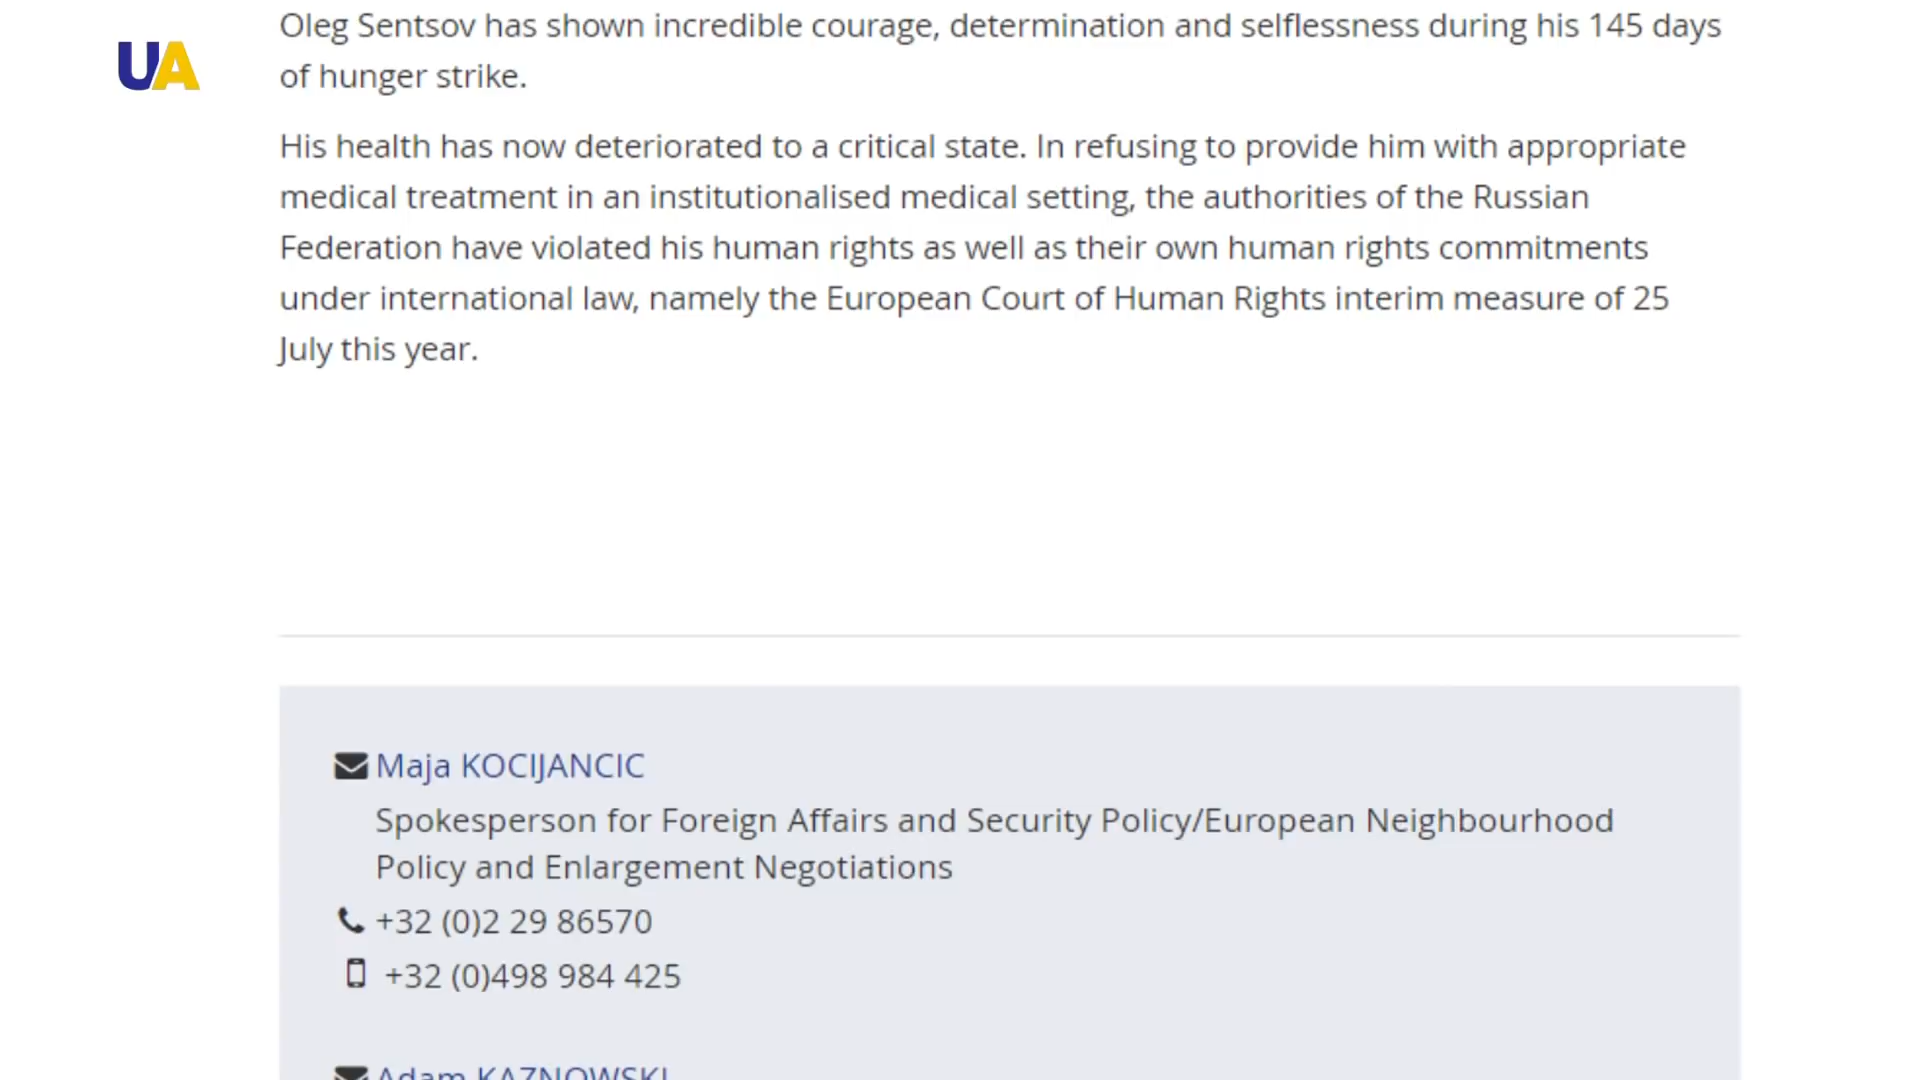 UA
Oleg Sentsov has shown incredible courage, determination and selflessness during his 145 days
of hunger strike.
His health has now deteriorated to a critical state. In refusing to provide him with appropriate
medical treatment in an institutionalised medical setting, the authorities of the Russian
Federation have violated his human rights as well as their own human rights commitments
under international law, namely the European Court of Human Rights interim measure of 25
July this year.
Maja KOCIJANCIC
Spokesperson for Foreign Affairs and Security Policy/European Neighbourhood
Policy and Enlargement Negotiations
+32 (0)2 29 86570
+32 (0)498 984 425
Adam KAZNOWSKI